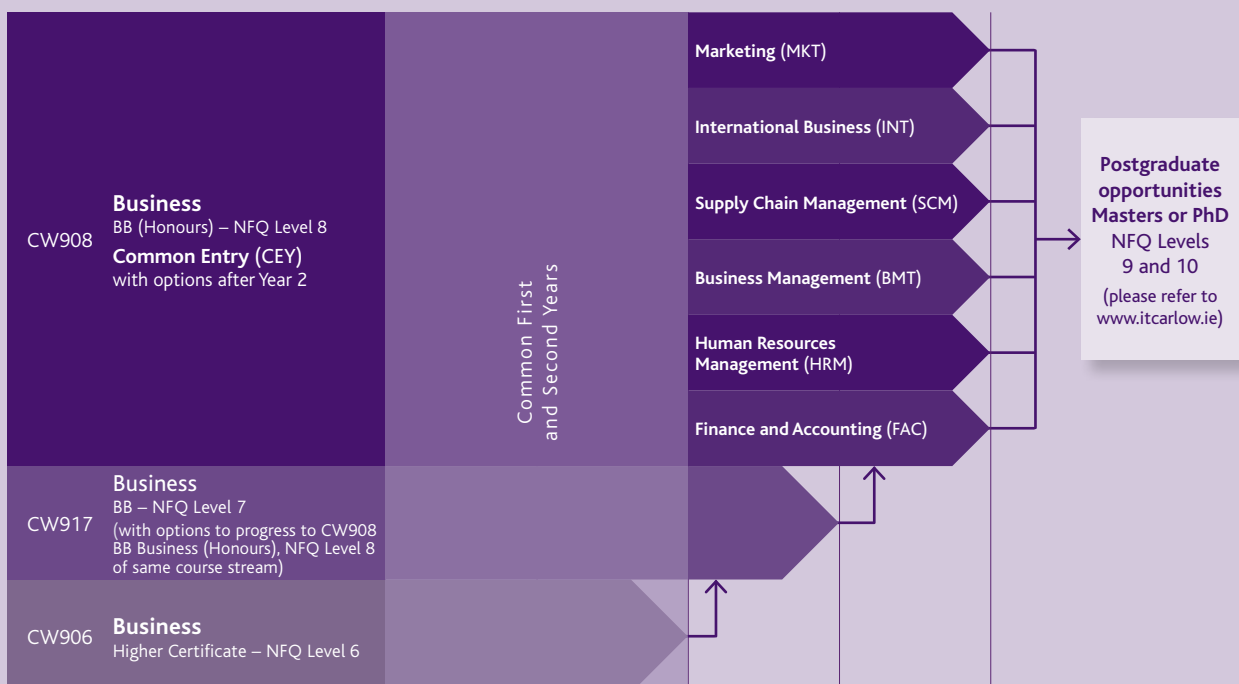 CW908
Business
BB (Honours) – NFQ Level 8
Common Entry (CEY)
with options after Year 2
CW917
Business
BB – NFQ Level 7
(with options to progress to CW908
BB Business (Honours), NFQ Level 8
of same course stream)
CW906
Business
Higher Certificate – NFQ Level 6
Common First
and Second Years
Marketing (MKT)
International Business (INT)
Supply Chain Management (SCM)
Business Management (BMT)
Human Resources
Management (HRM)
Finance and Accounting (FAC)
Postgraduate
opportunities
Masters or PhD
NFQ Levels
9 and 10
(please refer to
www.itcarlow.ie)